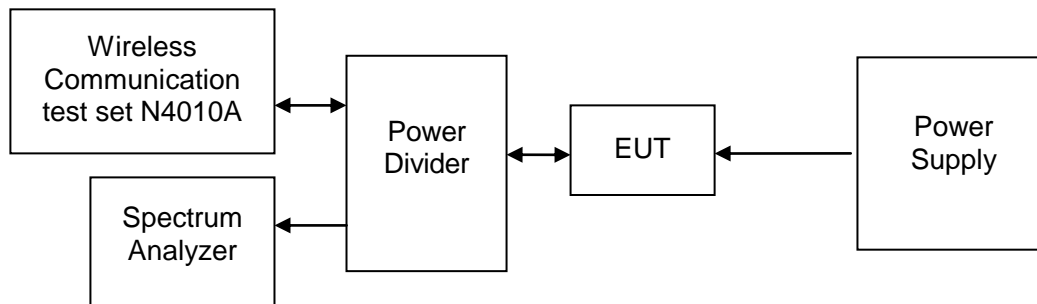 Wireless
Communication
test set N4010A
Power
Divider
EUT
Power
Supply
Spectrum
Analyzer